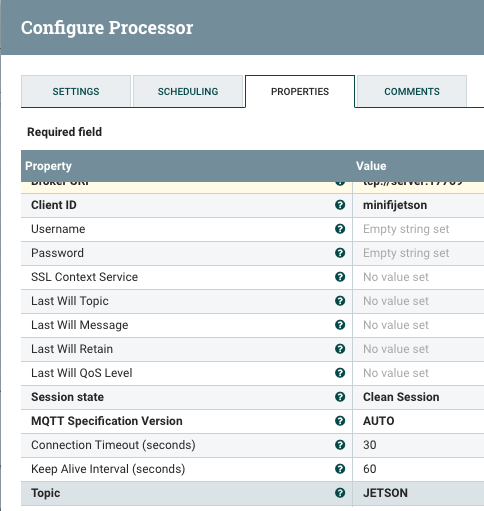 Configure Processor
SETTINGS SCHEDULING PROPERTIES COMMENTS
Required field
Property Value
Broker URI tcp://server:17769
Client ID minifijetson
Username Empty string set
Password Empty string set
SSL Context Service No value set
Last Will Topic No value set
Last Will Message No value set
Last Will Retain No value set
Last Will QoS Level No value set
Session state Clean Session
MQTT Specification Version AUTO
Connection Timeout (seconds) 30
Keep Alive Interval (seconds) 60
Topic JETSON